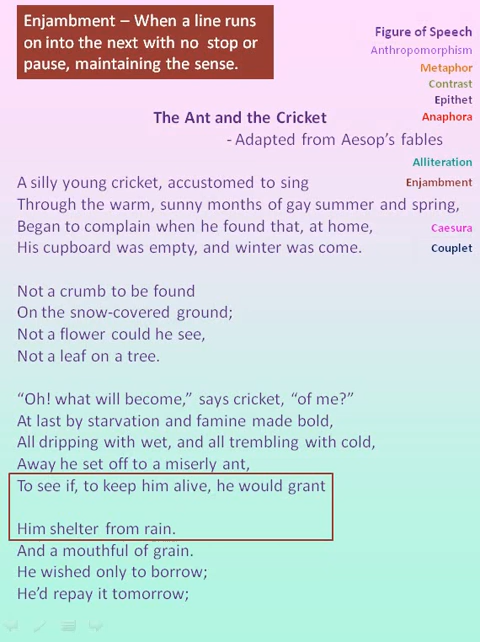 Enjambment – When a line runs
on into the next with no stop or
pause, maintaining the sense.
Figure of Speech
Anthropomorphism
Metaphor
Contrast
Epithet
Anaphora
Alliteration
Enjambment
Caesura
Couplet
The Ant and the Cricket
- Adapted from Aesop's fables
A silly young cricket, accustomed to sing
Through the warm, sunny months of gay summer and spring,
Began to complain when he found that, at home,
His cupboard was empty, and winter was come.
Not a crumb to be found
On the snow-covered ground;
Not a flower could he see,
Not a leaf on a tree.
“Oh! what will become,” says cricket, “of me?”
At last by starvation and famine made bold,
All dripping with wet, and all trembling with cold,
Away he set off to a miserly ant,
To see if, to keep him alive, he would grant
Him shelter from rain.
And a mouthful of grain.
He wished only to borrow;
He'd repay it tomorrow;